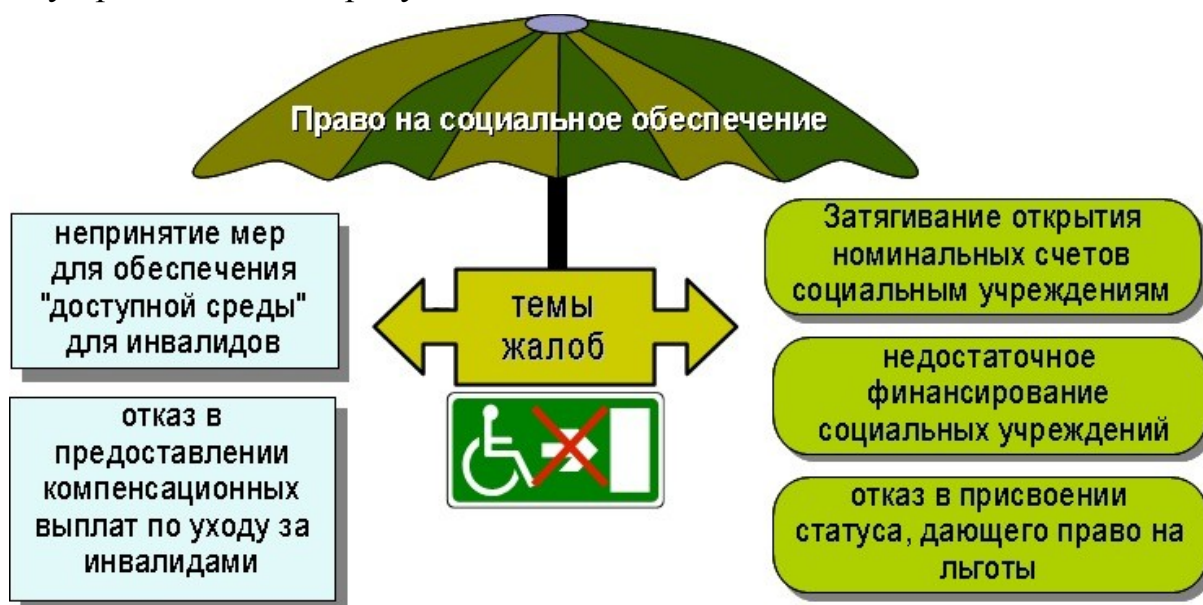 Право на социальное обеспечение
непринятие мер
для обеспечения
"доступной среды"
для инвалидов
отказ в
предоставлении
компенсационных
выплат по уходу за
инвалидами
темы
жалоб
Затягивание открытия
номинальных счетов
социальным учреждениям
недостаточное
финансирование
социальных учреждений
отказ в присвоении
статуса, дающего право на
льготы